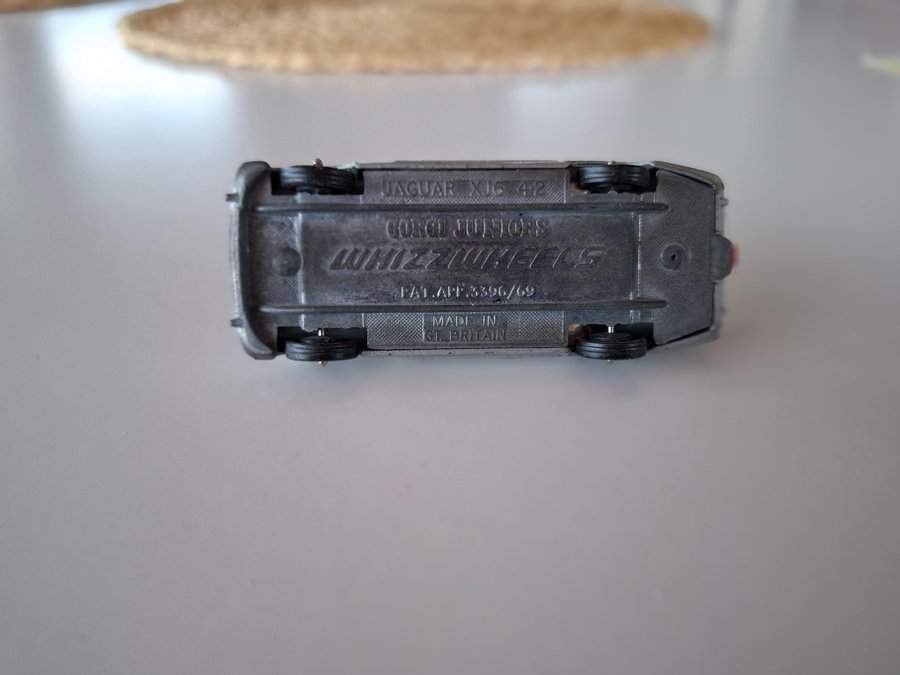 JAGUAR XJ6 4·2
CORGI JUNIORS
WHIZZWHEELS
PAT.APP.3396/69
MADE IN
GT. BRITAIN